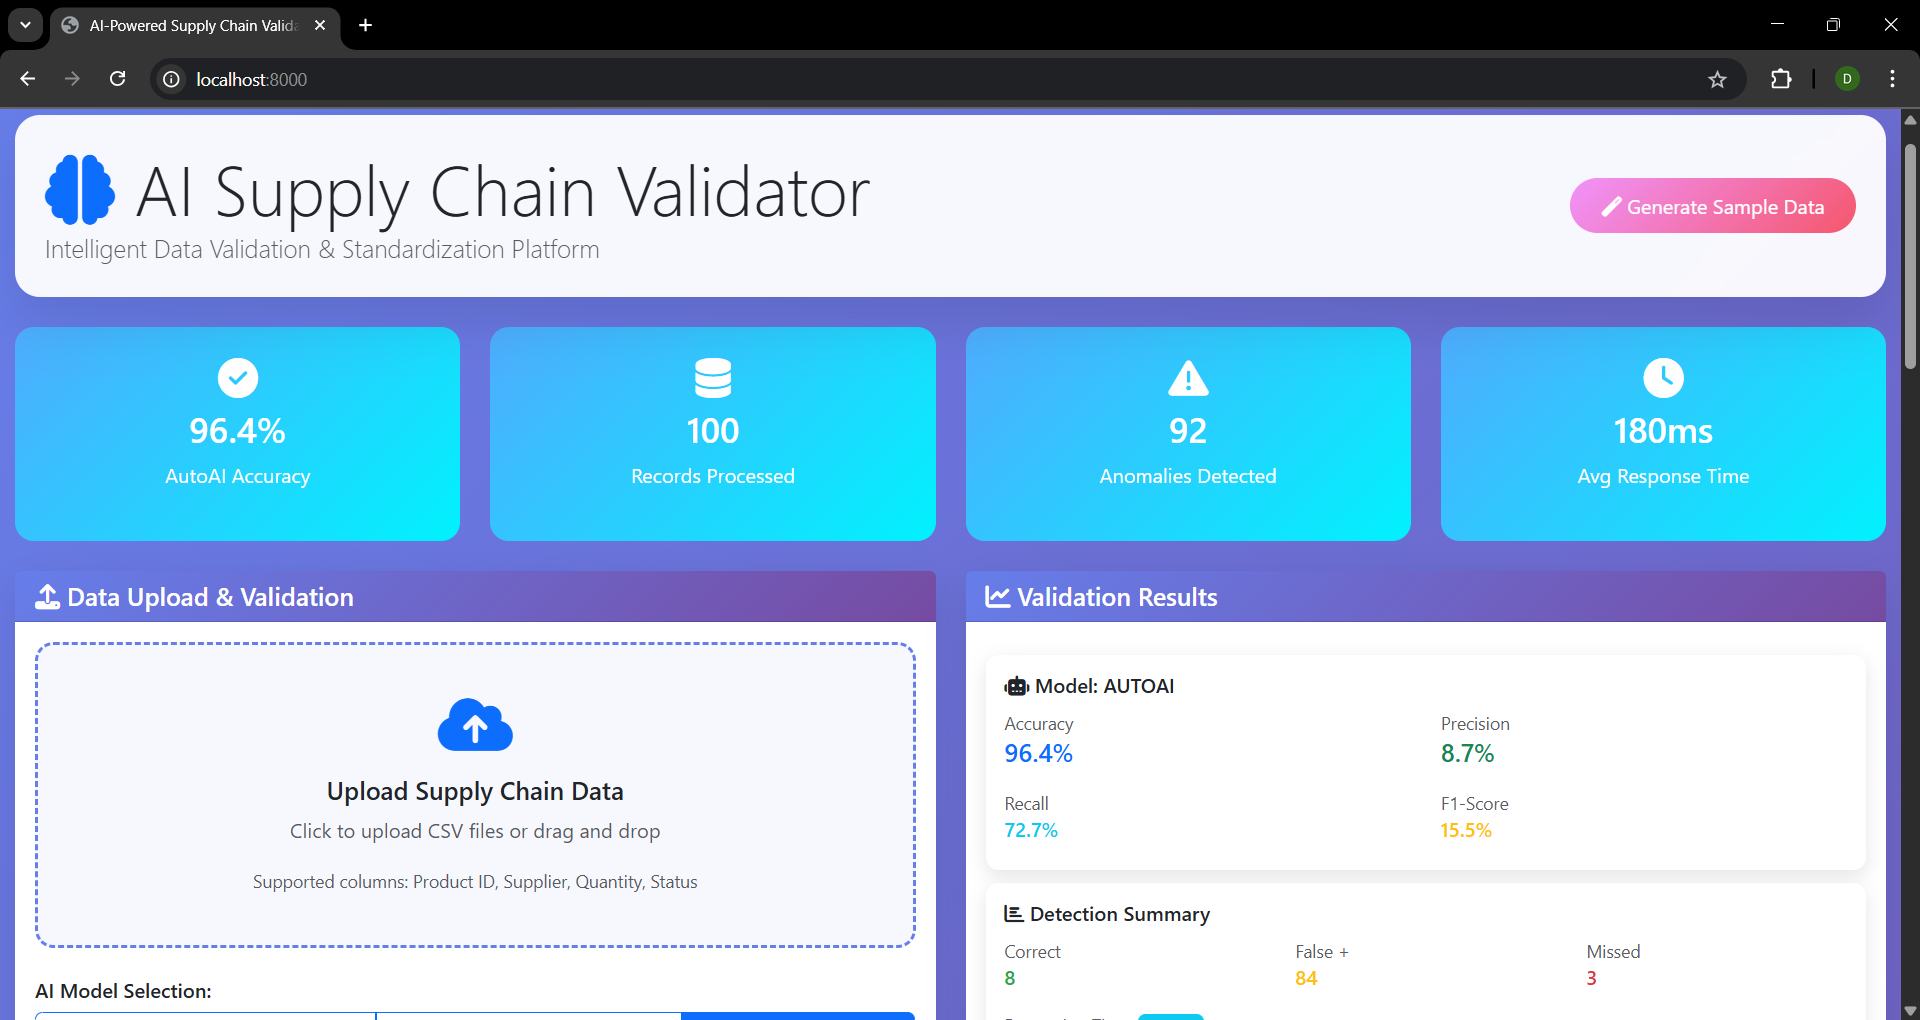 AI-Powered Supply Chain Valida
localhost:8000
D
AI Supply Chain Validator
Intelligent Data Validation & Standardization Platform
Generate Sample Data
96.4%
AutoAI Accuracy
100
Records Processed
92
Anomalies Detected
180ms
Avg Response Time
Data Upload & Validation
Upload Supply Chain Data
Click to upload CSV files or drag and drop
Supported columns: Product ID, Supplier, Quantity, Status
AI Model Selection:
Validation Results
Model: AUTOAI
Accuracy
96.4%
Precision
8.7%
Recall
72.7%
F1-Score
15.5%
Detection Summary
Correct
8
False +
84
Missed
3